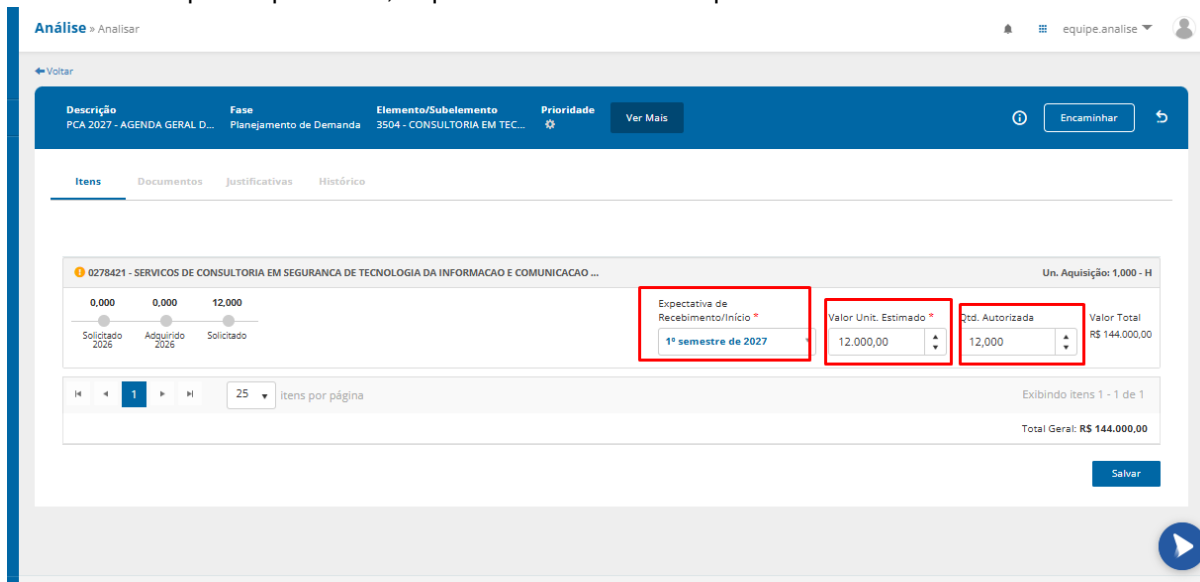 Análise » Analisar
equipe.analise
Voltar
Descrição Fase Elemento/Subelemento Prioridade
PCA 2027 - AGENDA GERAL D... Planejamento de Demanda 3504 - CONSULTORIA EM TEC... Ver Mais Encaminhar
Itens Documentos Justificativas Histórico
0278421 - SERVICOS DE CONSULTORIA EM SEGURANCA DE TECNOLOGIA DA INFORMACAO E COMUNICACAO ... Un. Aquisição: 1,000 - H
0,000 0,000 12,000
Solicitado 2026
Adquirido 2026
Solicitado
Expectativa de
Recebimento/Início *
1º semestre de 2027
Valor Unit. Estimado *
12.000,00
Qtd. Autorizada
12,000
Valor Total
R$ 144.000,00
1 25 itens por página Exibindo itens 1 - 1 de 1
Total Geral: R$ 144.000,00
Salvar